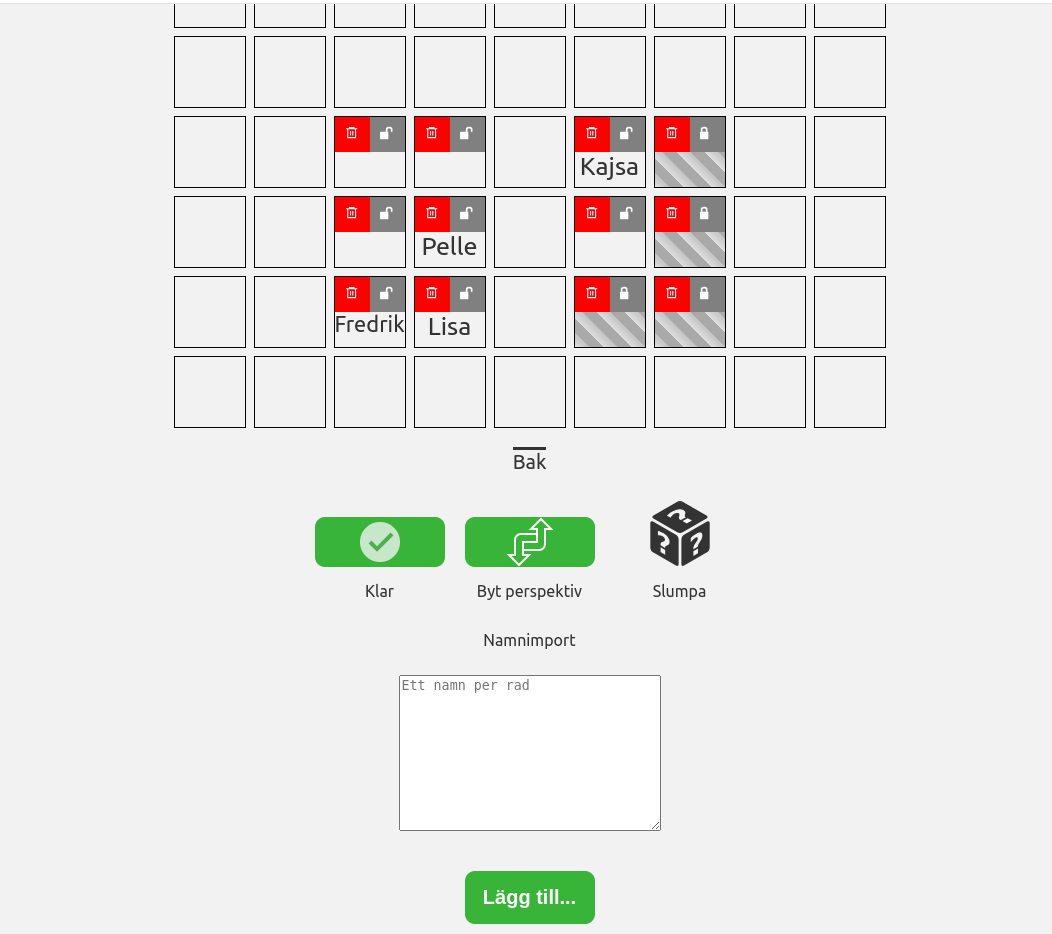 Kajsa
Pelle
Fredrik
Lisa
Bak
Klar
Byt perspektiv
Slumpa
Namnimport
Ett namn per rad
Lägg till...